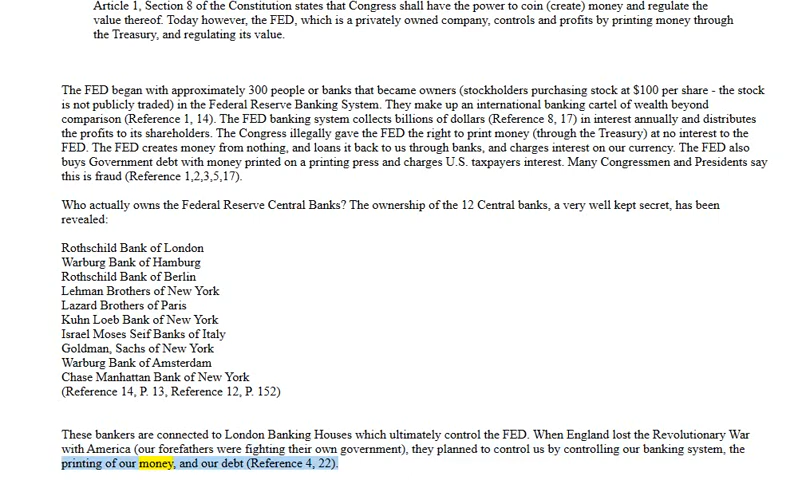 Article 1, Section 8 of the Constitution states that Congress shall have the power to coin (create) money and regulate the
value thereof. Today however, the FED, which is a privately owned company, controls and profits by printing money through
the Treasury, and regulating its value.
The FED began with approximately 300 people or banks that became owners (stockholders purchasing stock at $100 per share - the stock
is not publicly traded) in the Federal Reserve Banking System. They make up an international banking cartel of wealth beyond
comparison (Reference 1, 14). The FED banking system collects billions of dollars (Reference 8, 17) in interest annually and distributes
the profits to its shareholders. The Congress illegally gave the FED the right to print money (through the Treasury) at no interest to the
FED. The FED creates money from nothing, and loans it back to us through banks, and charges interest on our currency. The FED also
buys Government debt with money printed on a printing press and charges U.S. taxpayers interest. Many Congressmen and Presidents say
this is fraud (Reference 1,2,3,5,17).
Who actually owns the Federal Reserve Central Banks? The ownership of the 12 Central banks, a very well kept secret, has been
revealed:
Rothschild Bank of London
Warburg Bank of Hamburg
Rothschild Bank of Berlin
Lehman Brothers of New York
Lazard Brothers of Paris
Kuhn Loeb Bank of New York
Israel Moses Seif Banks of Italy
Goldman, Sachs of New York
Warburg Bank of Amsterdam
Chase Manhattan Bank of New York
(Reference 14, P. 13, Reference 12, P. 152)
These bankers are connected to London Banking Houses which ultimately control the FED. When England lost the Revolutionary War
with America (our forefathers were fighting their own government), they planned to control us by controlling our banking system, the
printing of our money, and our debt (Reference 4, 22).